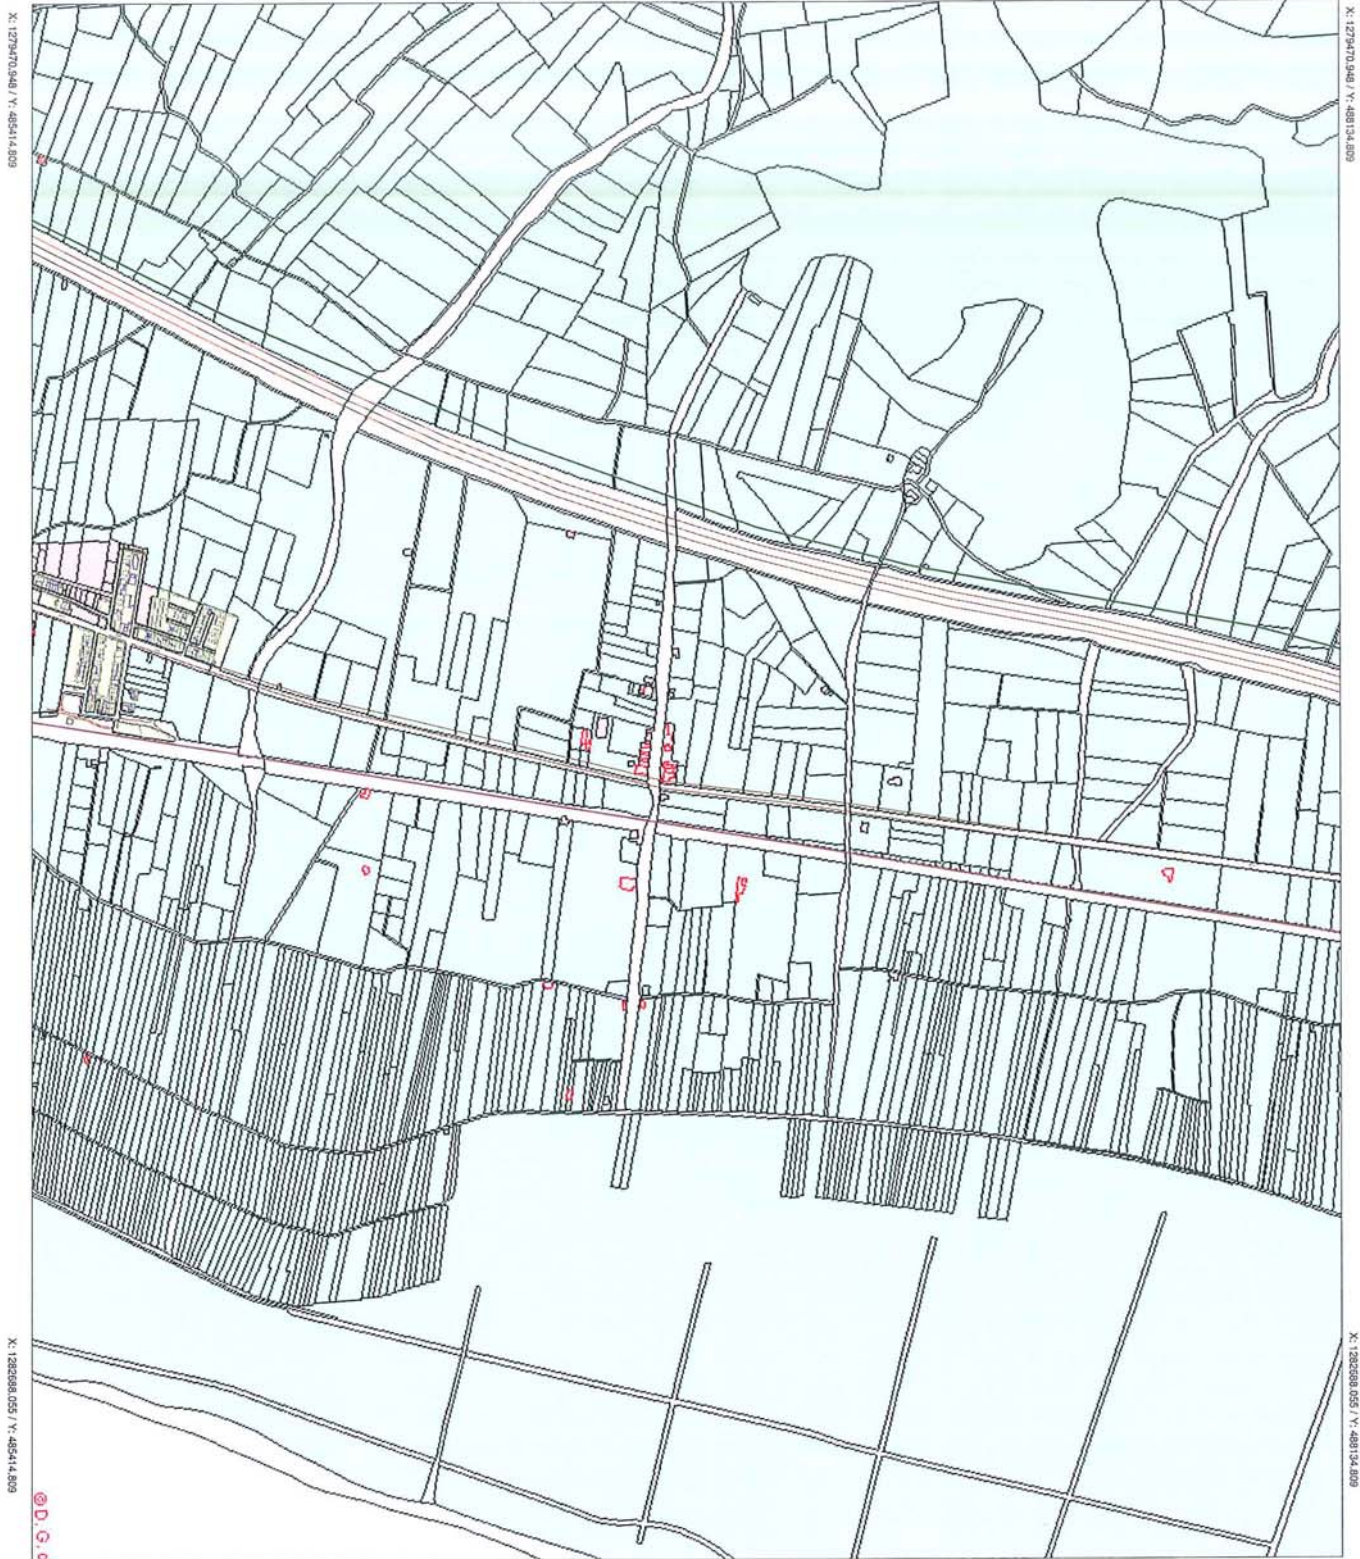 X: 1279470.948 / Y: 485414.809
X: 1279470.948 / Y: 488134.809
X: 1282688.055 / Y: 485414.809
X: 1282688.055 / Y: 488134.809
© D. G. c